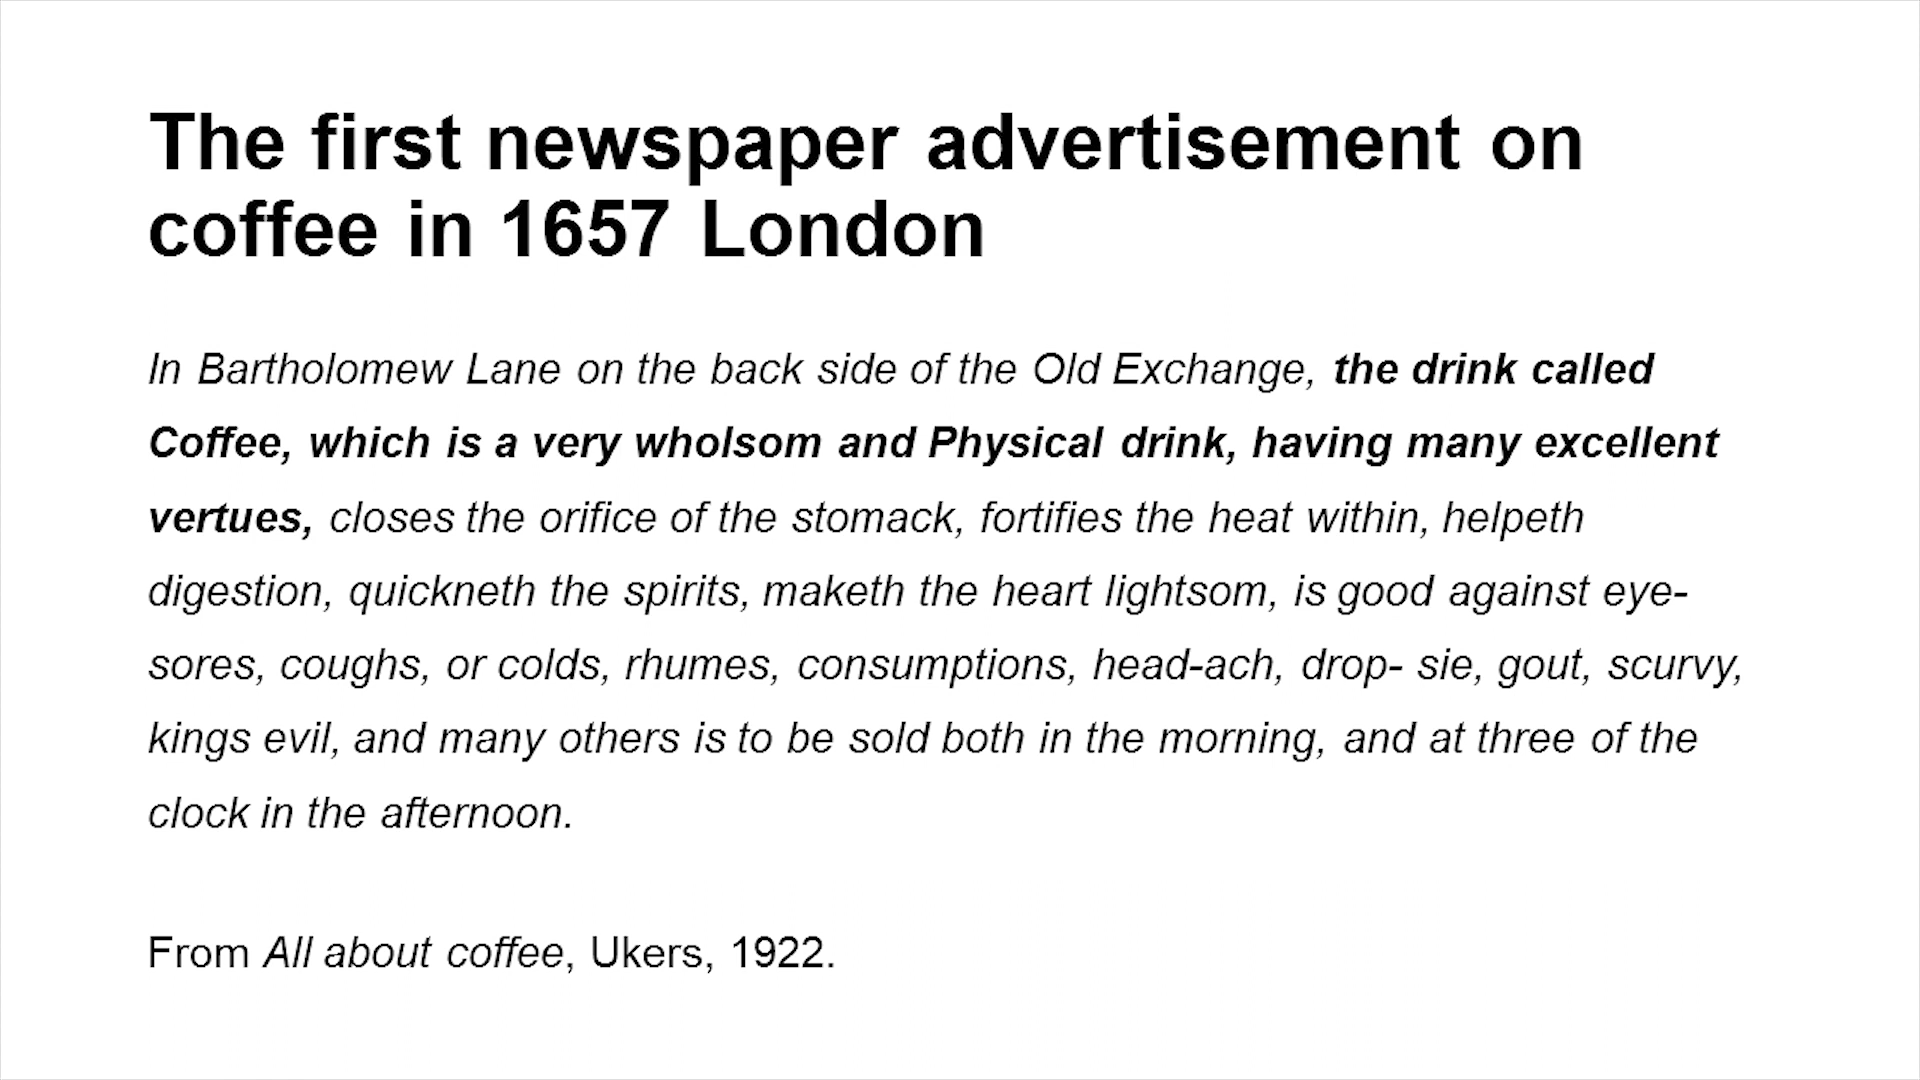 The first newspaper advertisement on
coffee in 1657 London
In Bartholomew Lane on the back side of the Old Exchange, the drink called
Coffee, which is a very wholsom and Physical drink, having many excellent
vertues, closes the orifice of the stomack, fortifies the heat within, helpeth
digestion, quickneth the spirits, maketh the heart lightsom, is good against eye-
sores, coughs, or colds, rhumes, consumptions, head-ach, drop- sie, gout, scurvy,
kings evil, and many others is to be sold both in the morning, and at three of the
clock in the afternoon.
From All about coffee, Ukers, 1922.